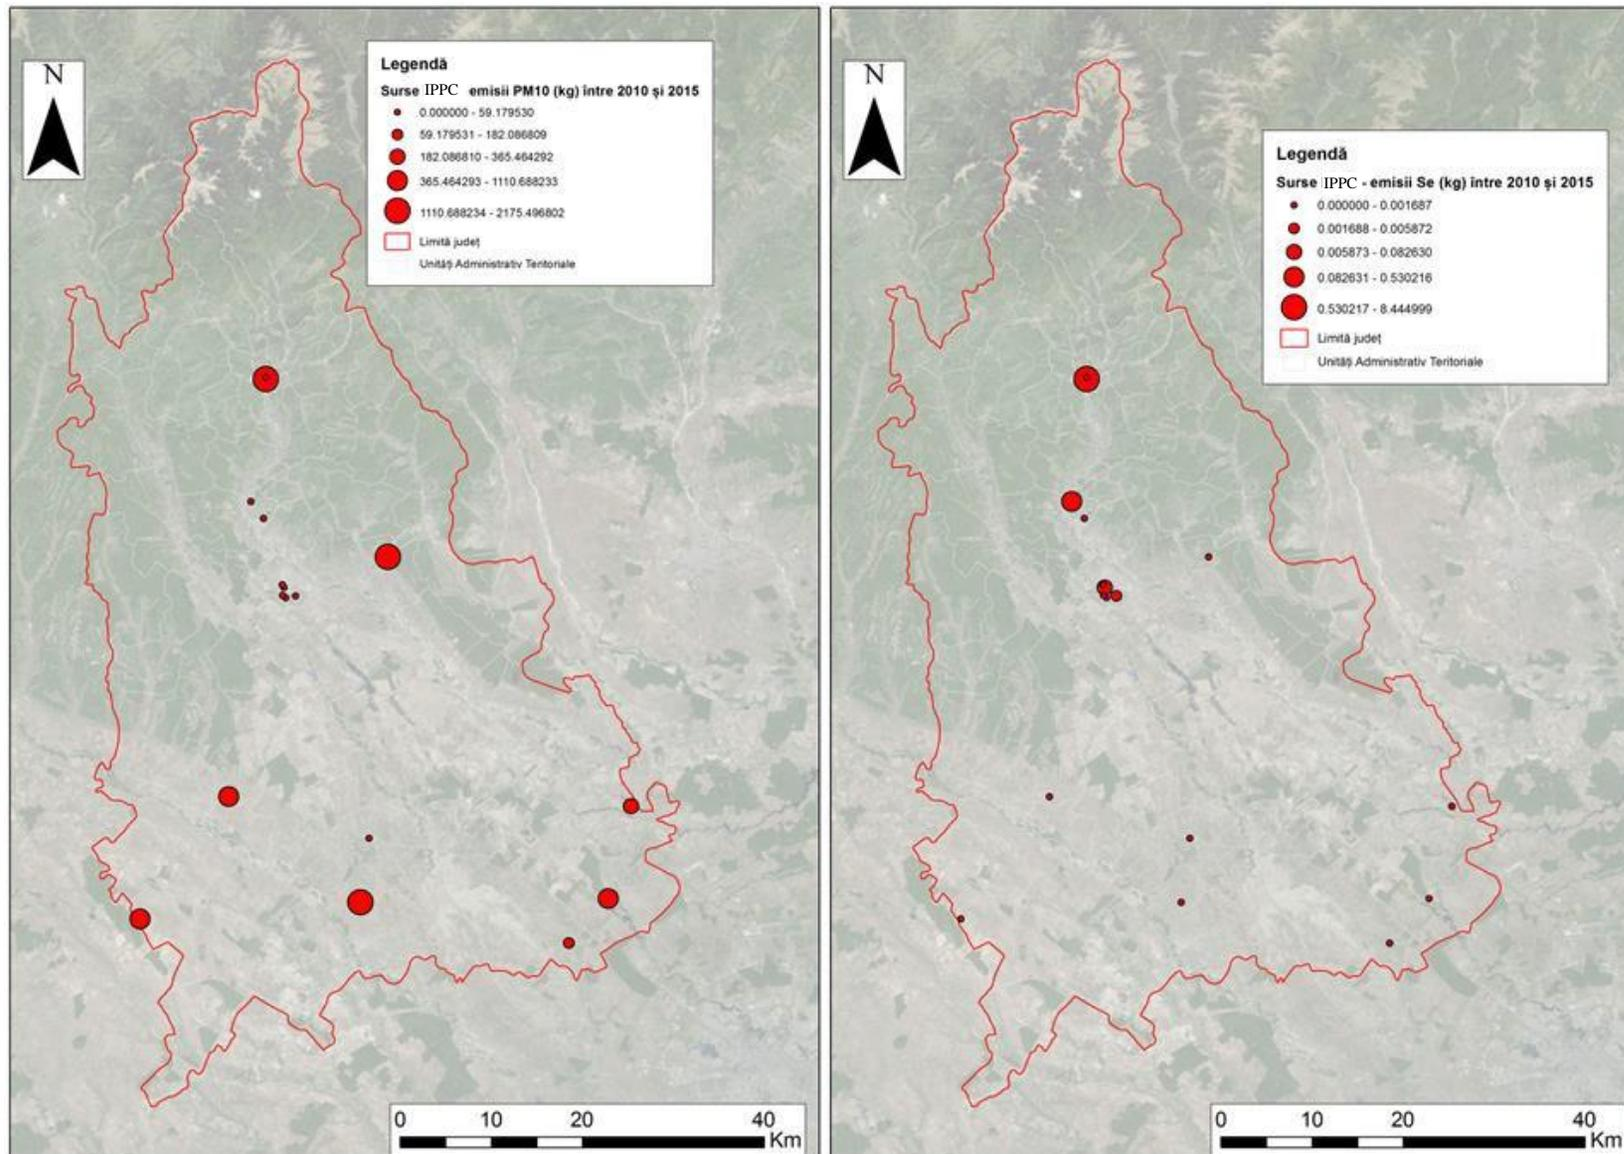 N
Legendă
Surse IPPC emisii PM10 (kg) între 2010 și 2015
0.000000 - 59.179530
59.179531 - 182.086809
182.086810 - 365.464292
365.464293 - 1110.688233
1110.688234 - 2175.496802
Limită județ
Unități Administrativ Teritoriale
0 10 20 40
Km
N
Legendă
Surse IPPC - emisii Se (kg) între 2010 și 2015
0.000000 - 0.001687
0.001688 - 0.005872
0.005873 - 0.082630
0.082631 - 0.530216
0.530217 - 8.444999
Limită județ
Unități Administrativ Teritoriale
0 10 20 40
Km